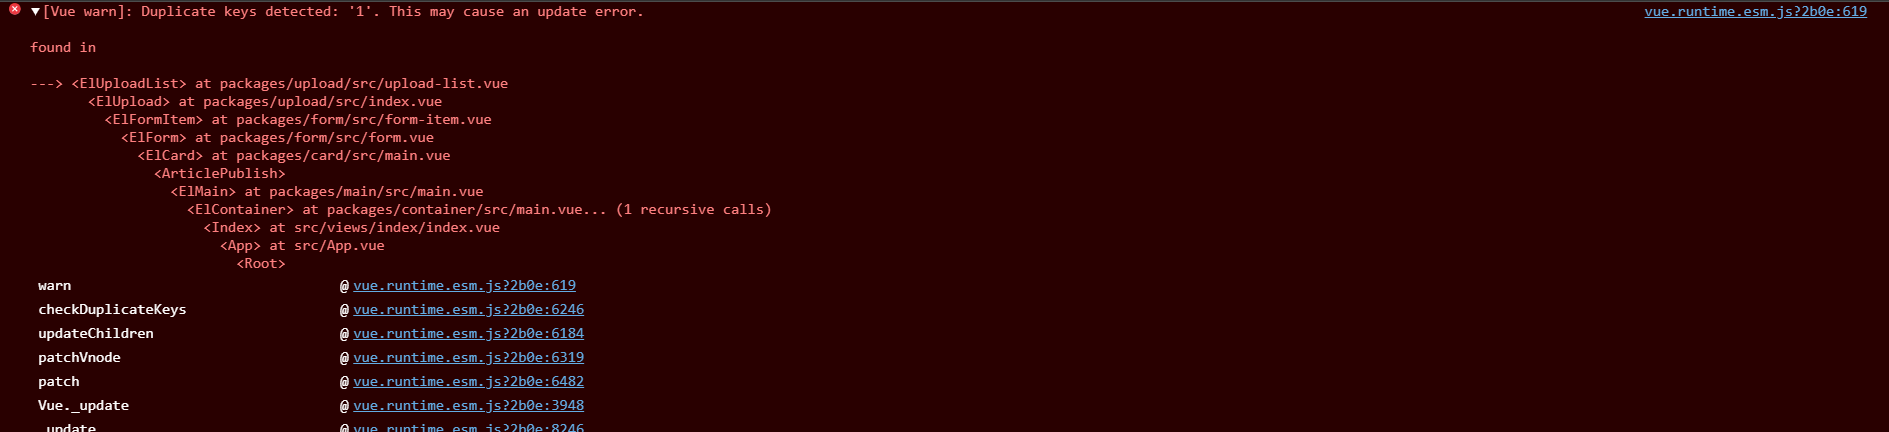 ▼[Vue warn]: Duplicate keys detected: '1'. This may cause an update error. vue.runtime.esm.js?2b0e:619
found in
---> <ElUploadList> at packages/upload/src/upload-list.vue
<ElUpload> at packages/upload/src/index.vue
<ElFormItem> at packages/form/src/form-item.vue
<ElForm> at packages/form/src/form.vue
<ElCard> at packages/card/src/main.vue
<ArticlePublish>
<ElMain> at packages/main/src/main.vue
<ElContainer> at packages/container/src/main.vue... (1 recursive calls)
<Index> at src/views/index/index.vue
<App> at src/App.vue
<Root>
warn @ vue.runtime.esm.js?2b0e:619
checkDuplicateKeys @ vue.runtime.esm.js?2b0e:6246
updateChildren @ vue.runtime.esm.js?2b0e:6184
patchVnode @ vue.runtime.esm.js?2b0e:6319
patch @ vue.runtime.esm.js?2b0e:6482
Vue._update @ vue.runtime.esm.js?2b0e:3948
update @ vue.runtime.esm.js?2b0e:8246